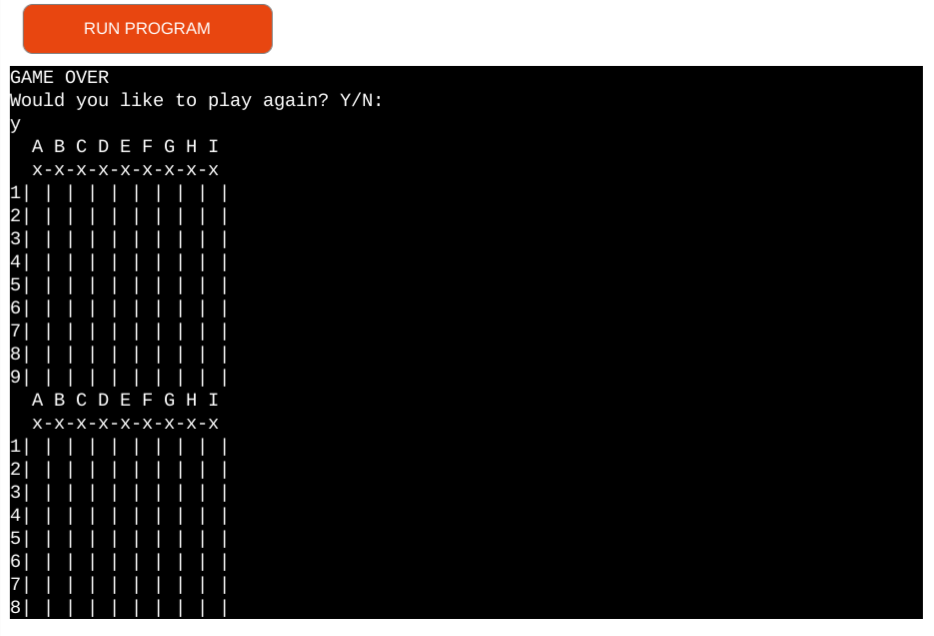 RUN PROGRAM
GAME OVER
Would you like to play again? Y/N:
y
  A B C D E F G H I
  x-x-x-x-x-x-x-x-x
1| | | | | | | | | |
2| | | | | | | | | |
3| | | | | | | | | |
4| | | | | | | | | |
5| | | | | | | | | |
6| | | | | | | | | |
7| | | | | | | | | |
8| | | | | | | | | |
9| | | | | | | | | |
  A B C D E F G H I
  x-x-x-x-x-x-x-x-x
1| | | | | | | | | |
2| | | | | | | | | |
3| | | | | | | | | |
4| | | | | | | | | |
5| | | | | | | | | |
6| | | | | | | | | |
7| | | | | | | | | |
8| | | | | | | | | |